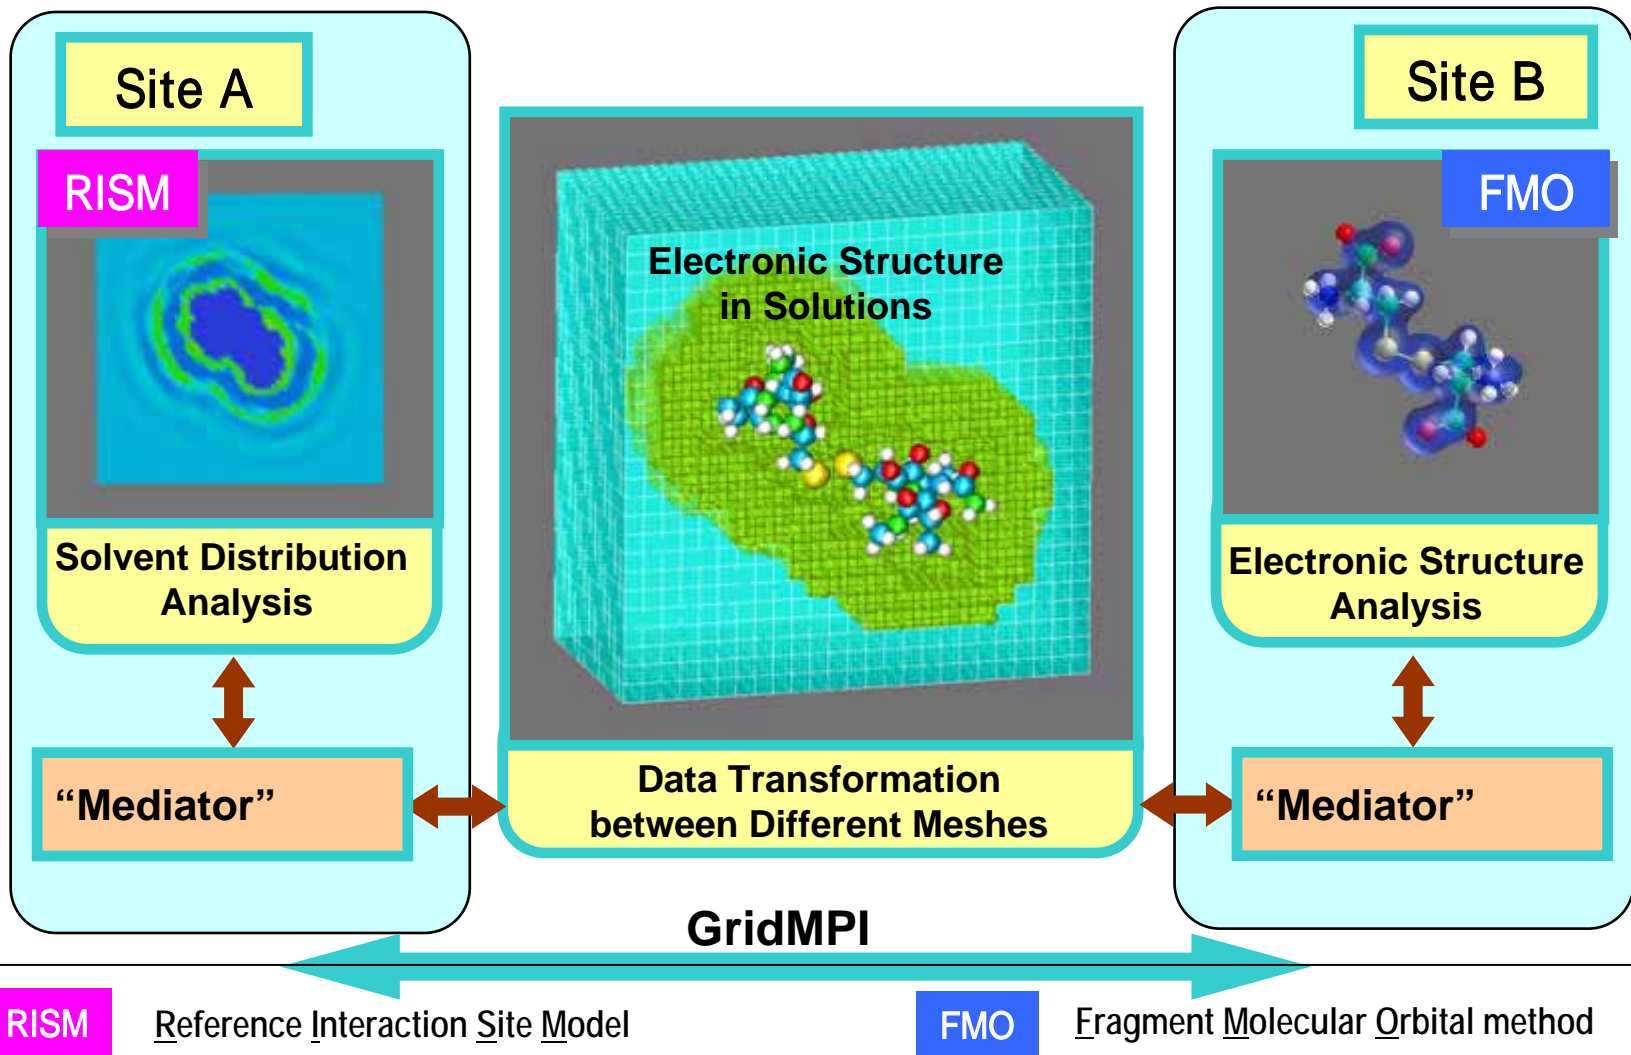 Site A
RISM
Solvent Distribution
Analysis
“Mediator”
Electronic Structure
in Solutions
Data Transformation
between Different Meshes
Site B
FMO
Electronic Structure
Analysis
“Mediator”
GridMPI
RISM
Reference Interaction Site Model
FMO
Fragment Molecular Orbital method